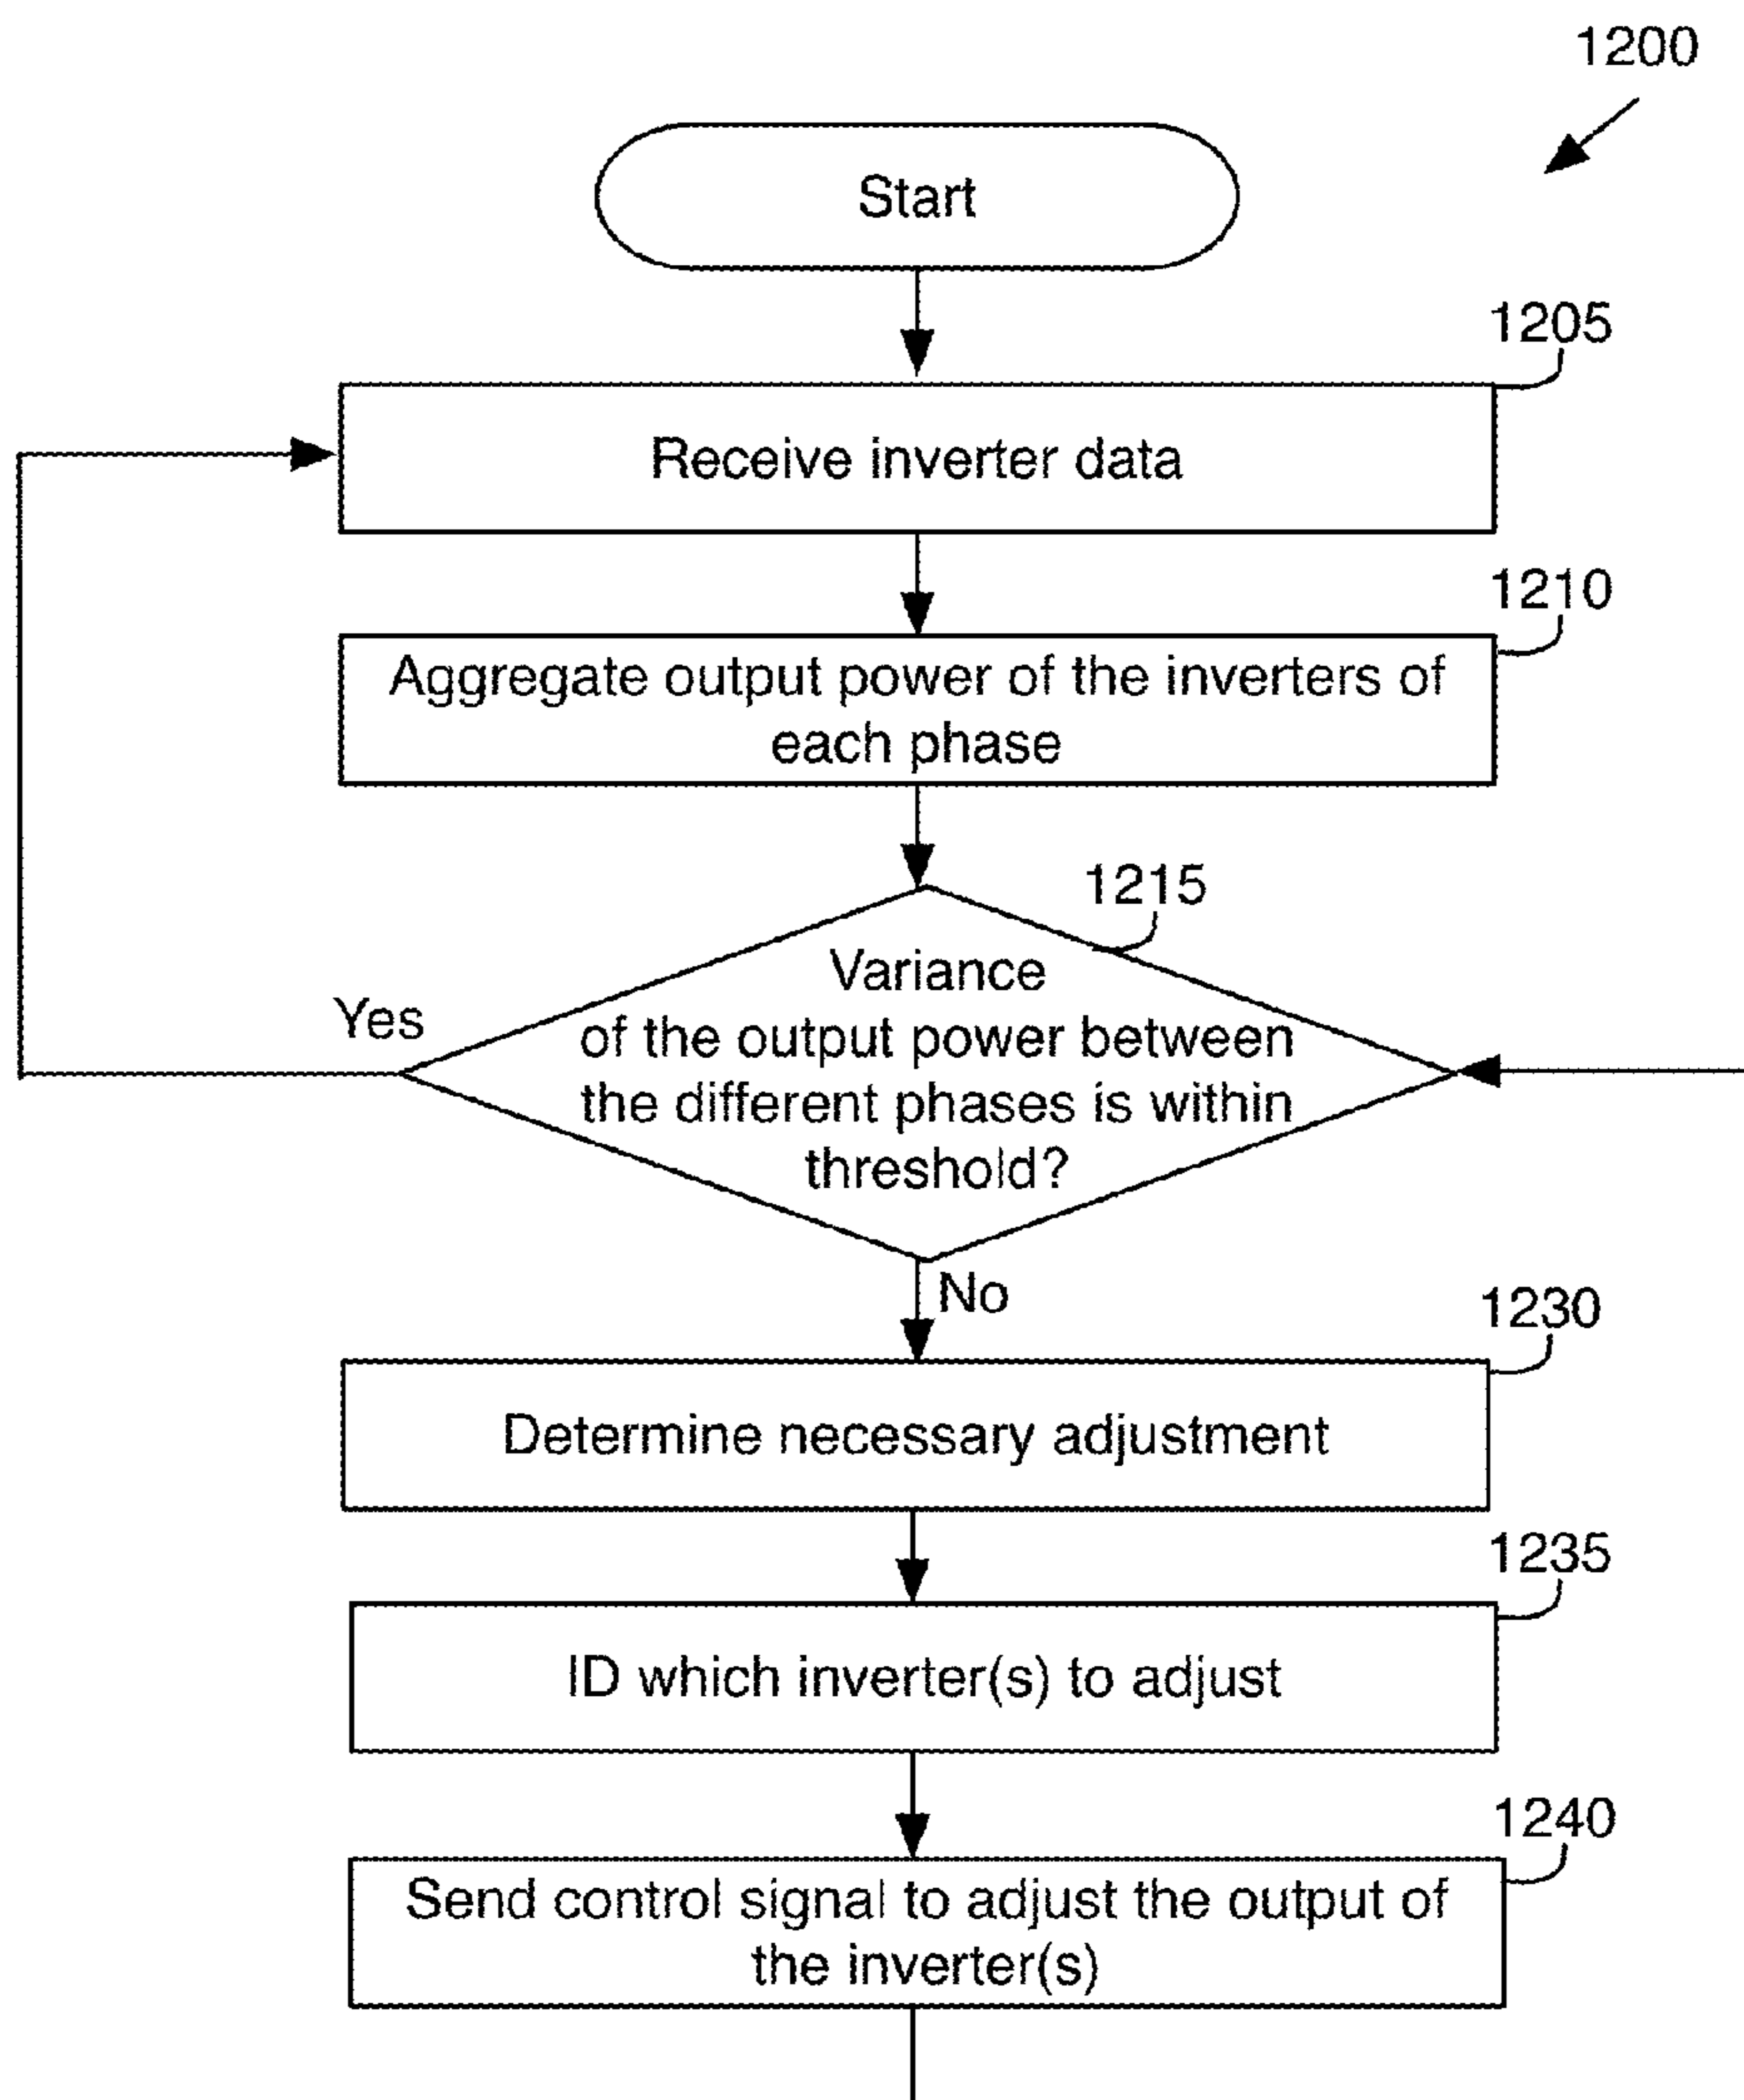 1200
Start
1205
Receive inverter data
1210
Aggregate output power of the inverters of
each phase
1215
Variance
of the output power between
the different phases is within
threshold?
Yes
No
1230
Determine necessary adjustment
1235
ID which inverter(s) to adjust
1240
Send control signal to adjust the output of
the inverter(s)